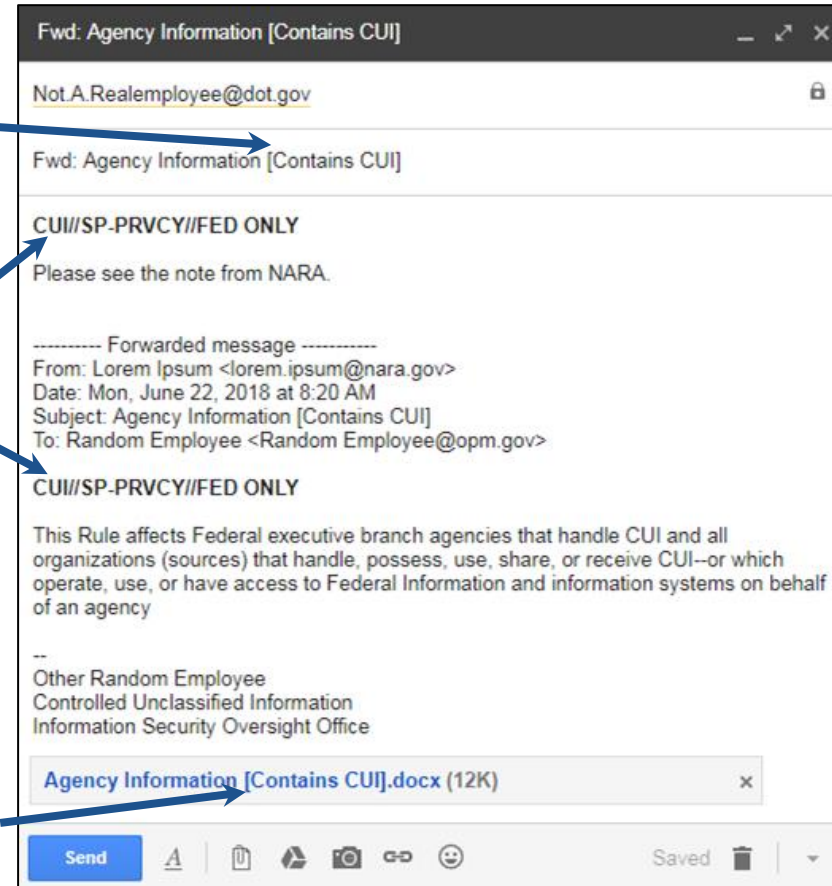 Fwd: Agency Information [Contains CUI]
Not.A.Realemployee@dot.gov
Fwd: Agency Information [Contains CUI]
CUI//SP-PRVCY//FED ONLY
Please see the note from NARA.
---------- Forwarded message -----------
From: Lorem Ipsum <lorem.ipsum@nara.gov>
Date: Mon, June 22, 2018 at 8:20 AM
Subject: Agency Information [Contains CUI]
To: Random Employee <Random Employee@opm.gov>
CUI//SP-PRVCY//FED ONLY
This Rule affects Federal executive branch agencies that handle CUI and all
organizations (sources) that handle, possess, use, share, or receive CUI--or which
operate, use, or have access to Federal Information and information systems on behalf
of an agency
--
Other Random Employee
Controlled Unclassified Information
Information Security Oversight Office
Agency Information [Contains CUI].docx (12K)
Send A Saved